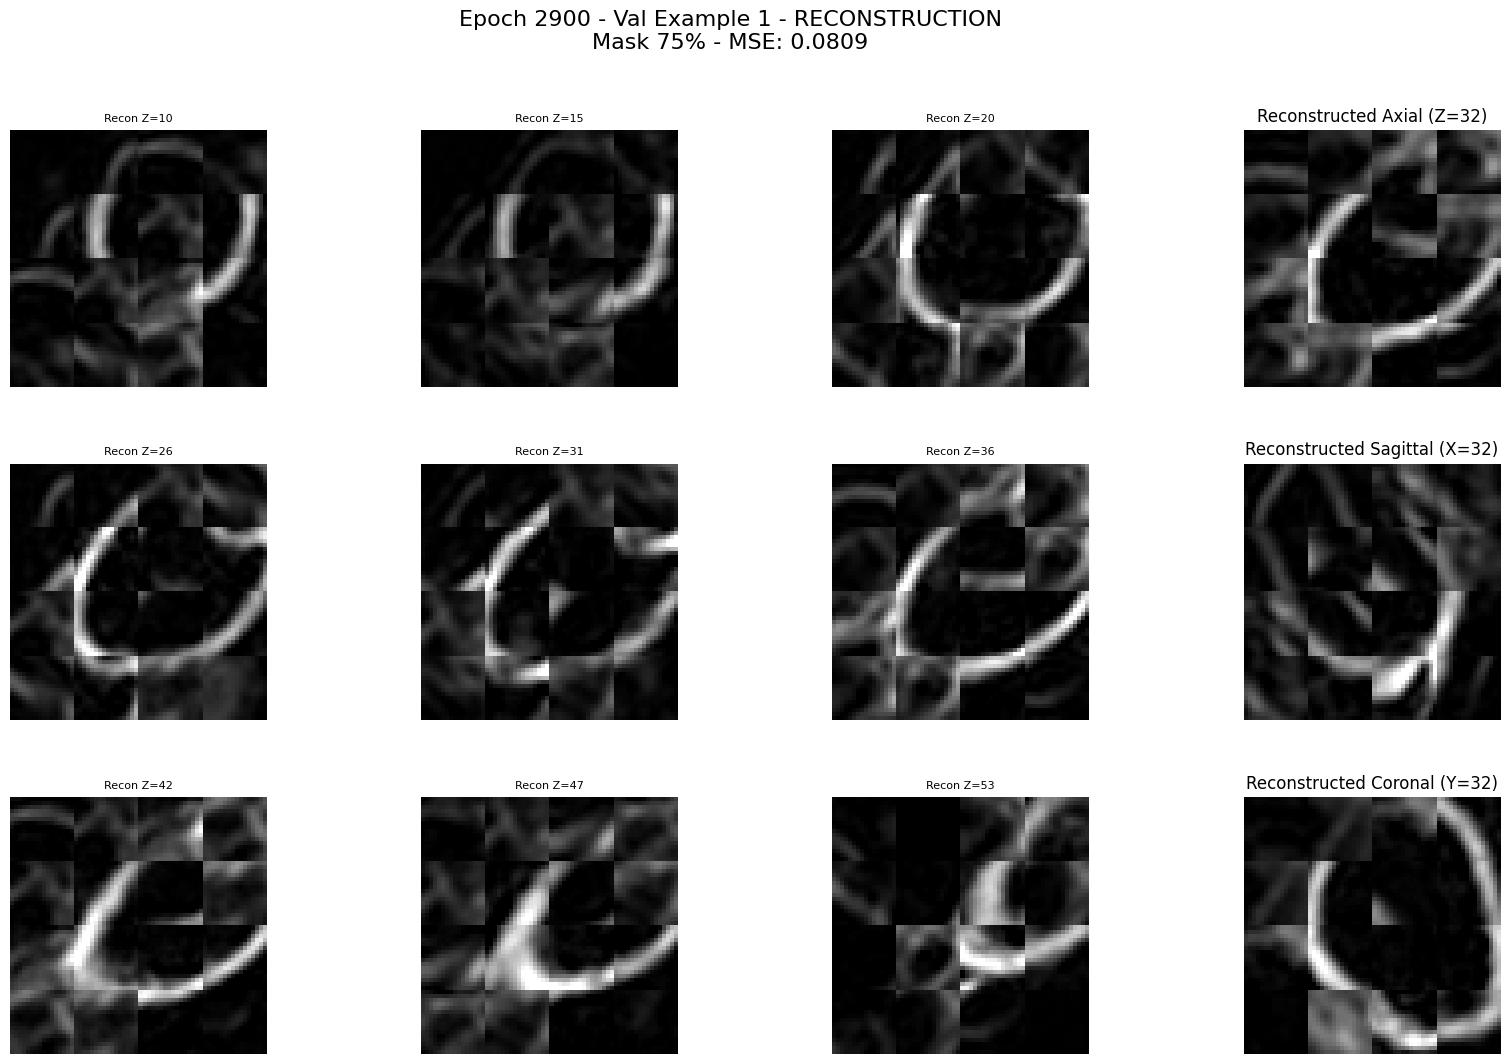 Epoch 2900 - Val Example 1 - RECONSTRUCTION
Mask 75% - MSE: 0.0809
Recon Z=10
Recon Z=15
Recon Z=20
Reconstructed Axial (Z=32)
Recon Z=26
Recon Z=31
Recon Z=36
Reconstructed Sagittal (X=32)
Recon Z=42
Recon Z=47
Recon Z=53
Reconstructed Coronal (Y=32)